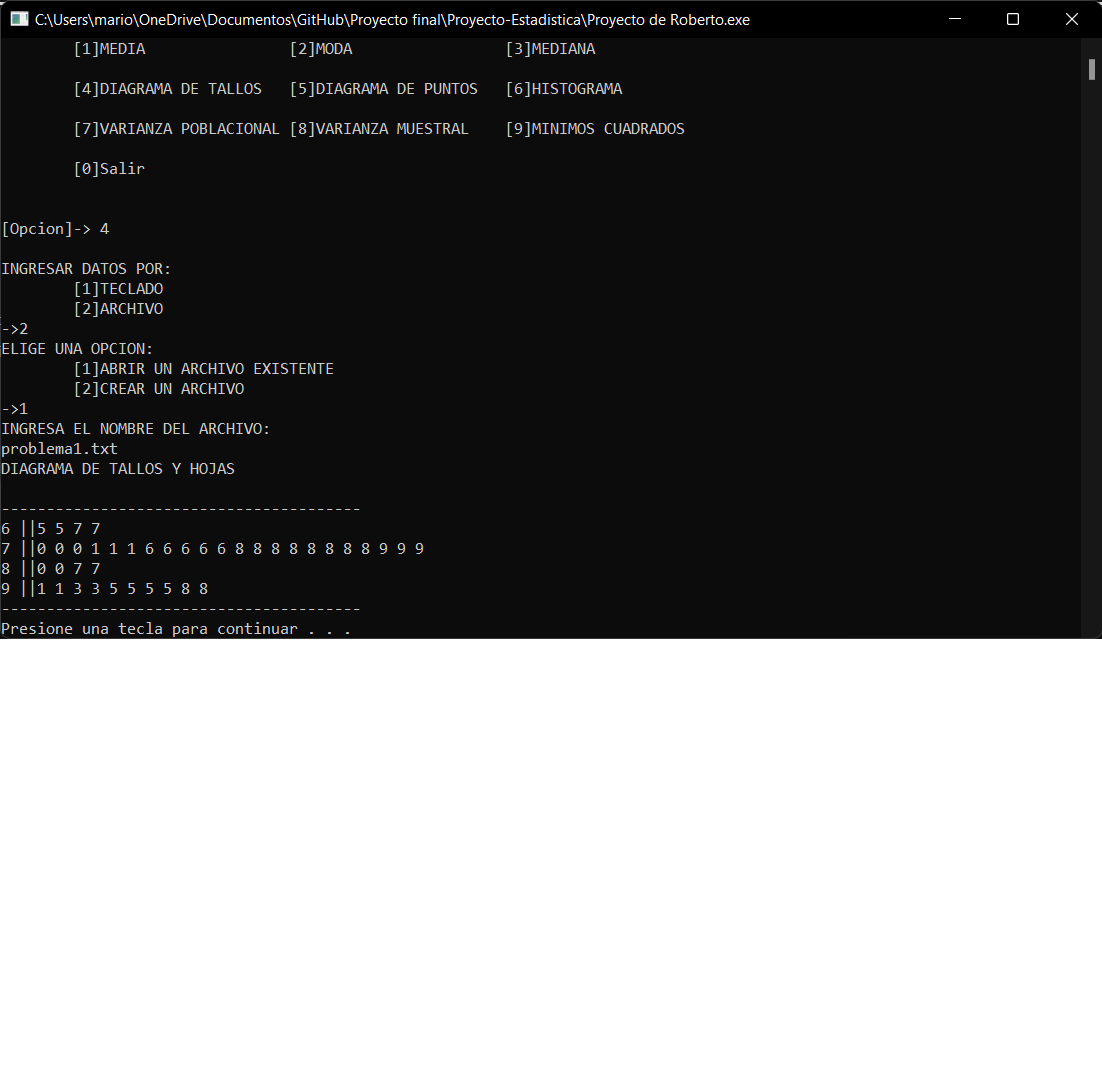 C:\Users\mario\OneDrive\Documentos\GitHub\Proyecto final\Proyecto-Estadistica\Proyecto de Roberto.exe
[1]MEDIA [2]MODA [3]MEDIANA
[4]DIAGRAMA DE TALLOS [5]DIAGRAMA DE PUNTOS [6]HISTOGRAMA
[7]VARIANZA POBLACIONAL [8]VARIANZA MUESTRAL [9]MINIMOS CUADRADOS
[0]Salir
[Opcion]-> 4
INGRESAR DATOS POR:
[1]TECLADO
[2]ARCHIVO
->2
ELIGE UNA OPCION:
[1]ABRIR UN ARCHIVO EXISTENTE
[2]CREAR UN ARCHIVO
->1
INGRESA EL NOMBRE DEL ARCHIVO:
problema1.txt
DIAGRAMA DE TALLOS Y HOJAS
----------------------------------------
6 ||5 5 7 7
7 ||0 0 0 1 1 1 6 6 6 6 6 8 8 8 8 8 8 8 8 9 9 9
8 ||0 0 7 7
9 ||1 1 3 3 5 5 5 5 8 8
----------------------------------------
Presione una tecla para continuar . . .